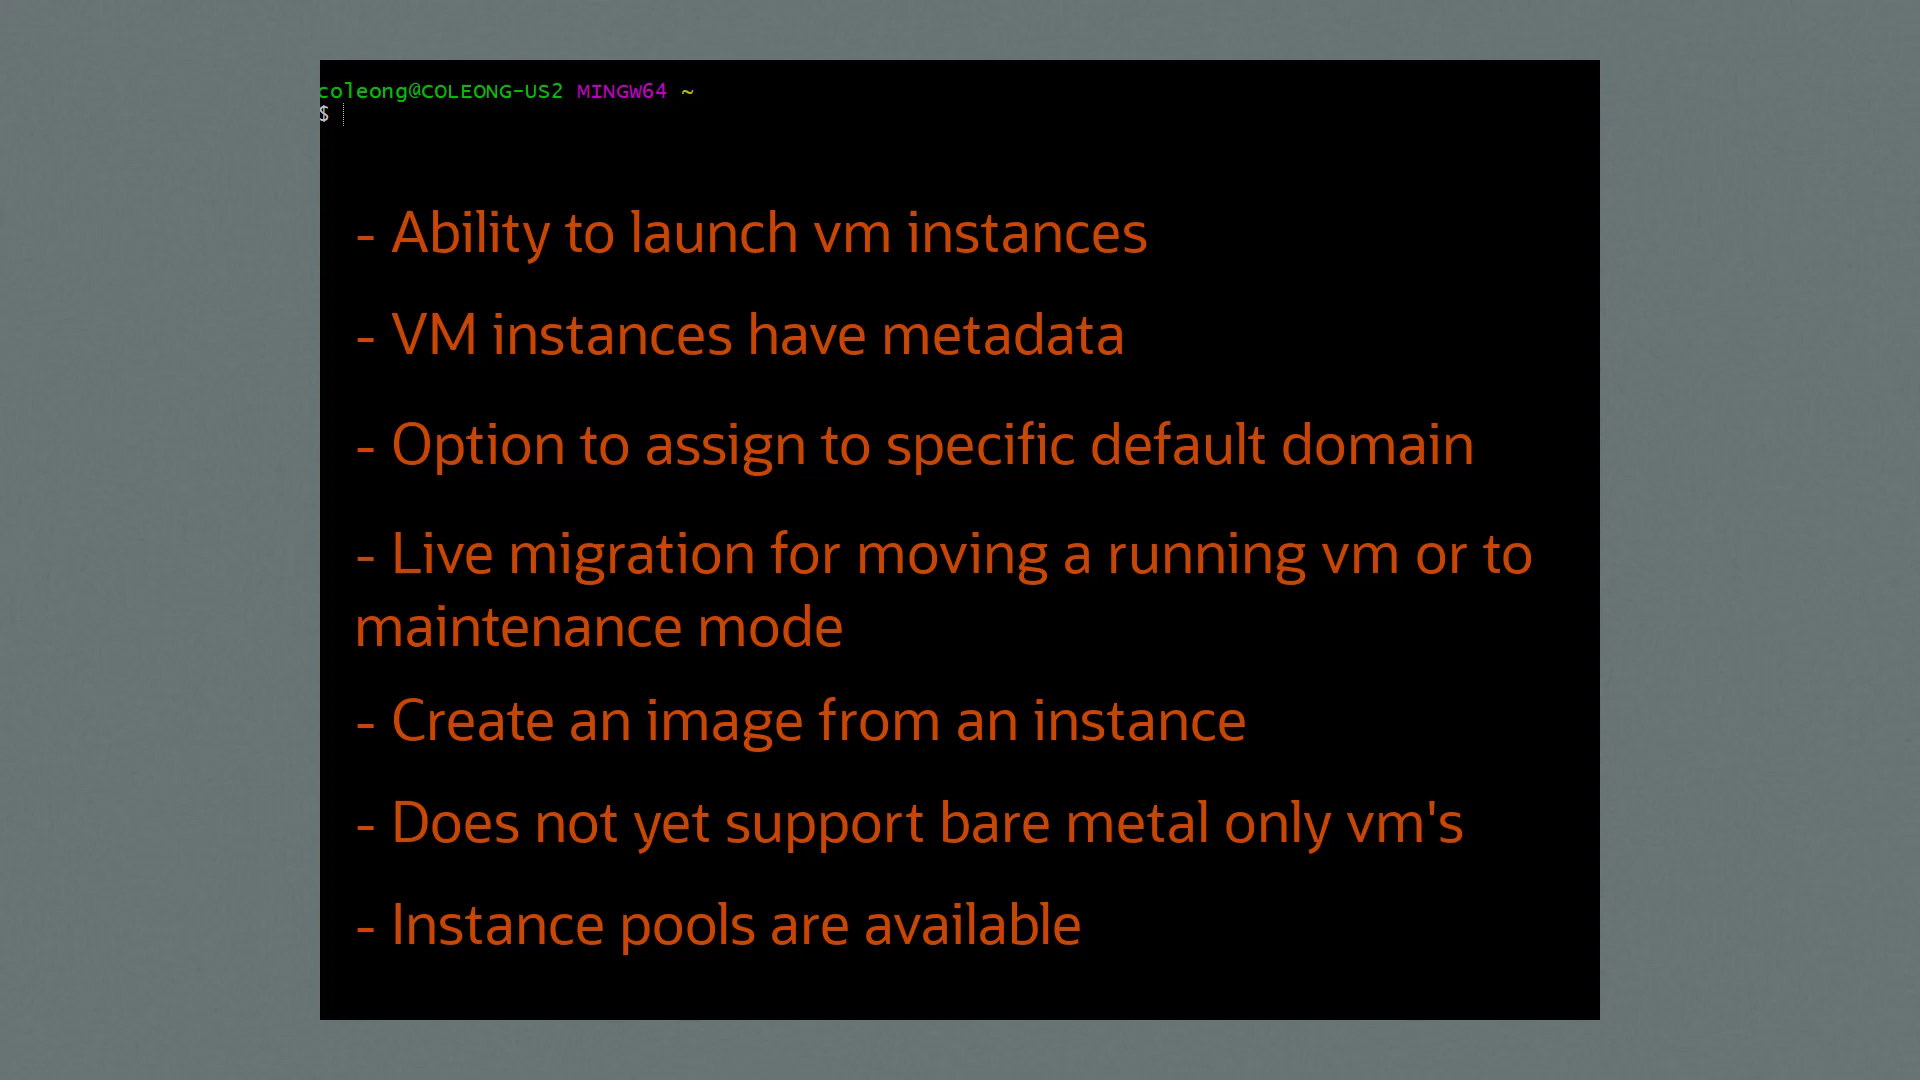 coleong@COLEONG-US2 MINGW64 ~
$
- Ability to launch vm instances
- VM instances have metadata
- Option to assign to specific default domain
- Live migration for moving a running vm or to
maintenance mode
- Create an image from an instance
- Does not yet support bare metal only vm's
- Instance pools are available